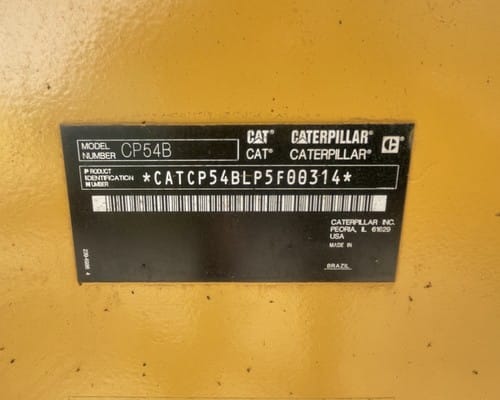 MODEL NUMBER CP54B
CAT® CATERPILLAR®
CAT® CATERPILLAR®
PRODUCT IDENTIFICATION NUMBER *CATCP54BLP5F00314*
CATERPILLAR INC.
PEORIA, IL 61629
USA
MADE IN
BRAZIL